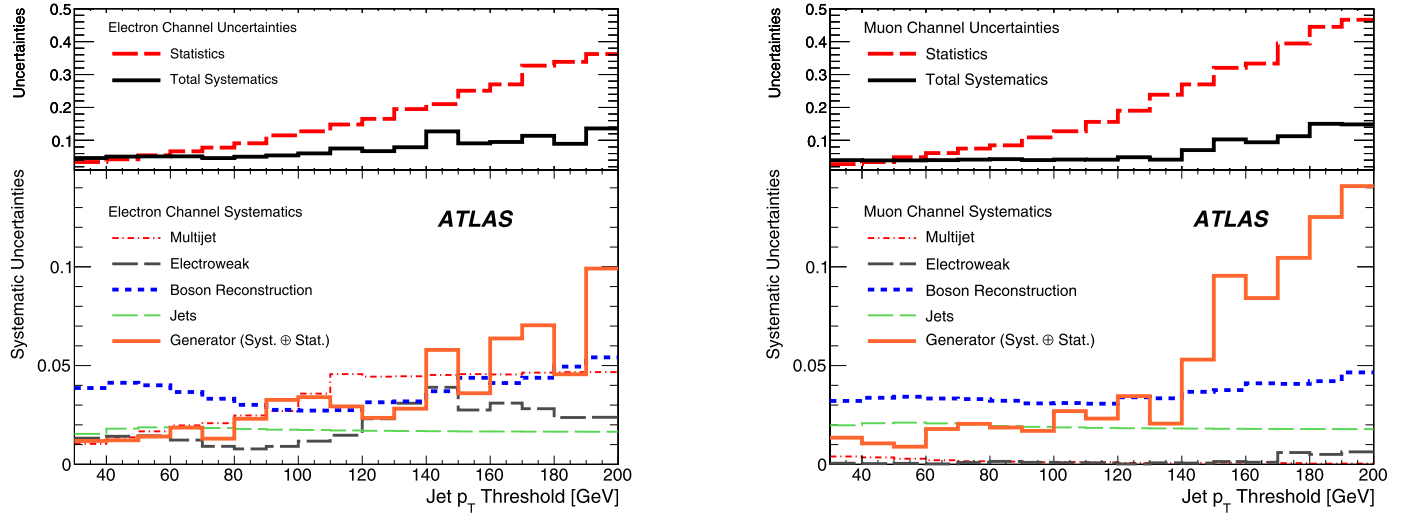 0.5
0.4
0.3
0.2
0.1
Uncertainties
Electron Channel Uncertainties
Statistics
Total Systematics
Systematic Uncertainties
0.1
0.05
0
Electron Channel Systematics
ATLAS
Multijet
Electroweak
Boson Reconstruction
Jets
Generator (Syst. ⊕ Stat.)
40 60 80 100 120 140 160 180 200
Jet pT Threshold [GeV]
0.5
0.4
0.3
0.2
0.1
Uncertainties
Muon Channel Uncertainties
Statistics
Total Systematics
Systematic Uncertainties
0.1
0.05
0
Muon Channel Systematics
ATLAS
Multijet
Electroweak
Boson Reconstruction
Jets
Generator (Syst. ⊕ Stat.)
40 60 80 100 120 140 160 180 200
Jet pT Threshold [GeV]